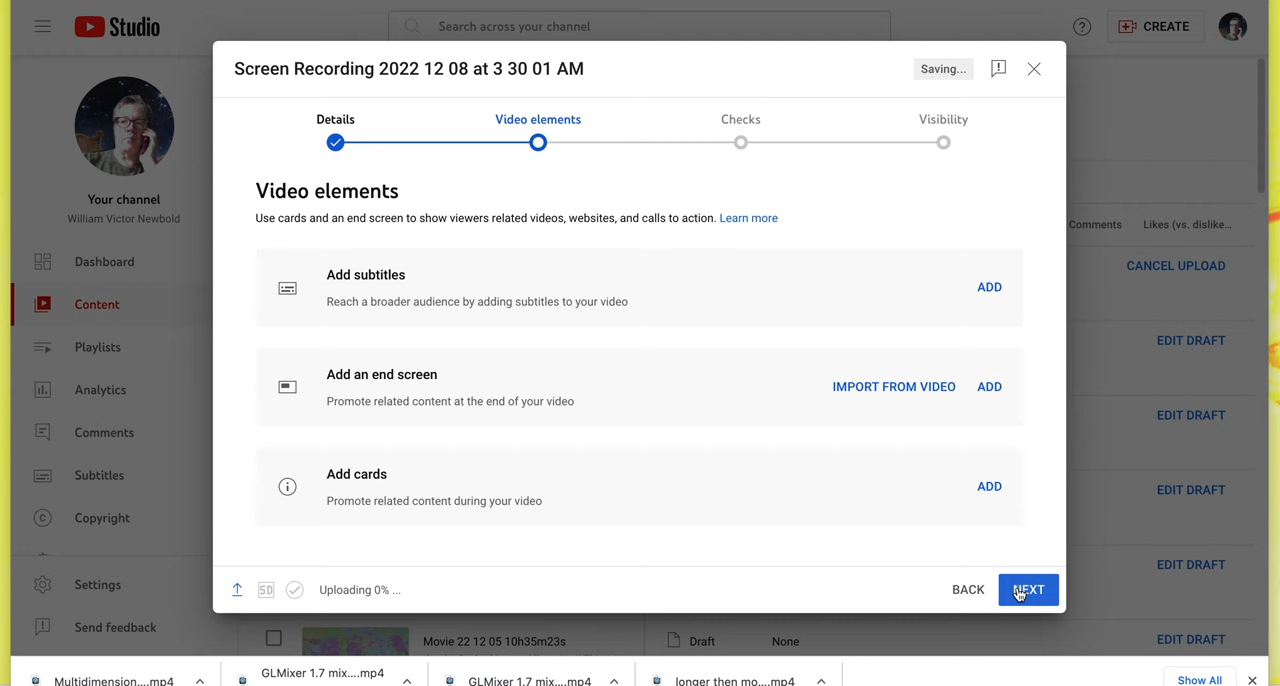 Studio
Search across your channel
CREATE
Screen Recording 2022 12 08 at 3 30 01 AM
Saving...
Details
Video elements
Checks
Visibility
Video elements
Use cards and an end screen to show viewers related videos, websites, and calls to action. Learn more
Add subtitles
Reach a broader audience by adding subtitles to your video
ADD
Add an end screen
Promote related content at the end of your video
IMPORT FROM VIDEO
ADD
Add cards
Promote related content during your video
ADD
SD
Uploading 0% ...
BACK
NEXT
Your channel
William Victor Newbold
Dashboard
Content
Playlists
Analytics
Comments
Subtitles
Copyright
Settings
Send feedback
Comments
Likes (vs. dislike...
CANCEL UPLOAD
EDIT DRAFT
EDIT DRAFT
EDIT DRAFT
EDIT DRAFT
EDIT DRAFT
Movie 22 12 05 10h35m23s
Draft
None
Multidimension....mp4
GLMixer 1.7 mix....mp4
GLMixer 1.7 mix....mp4
longer then mo....mp4
Show All